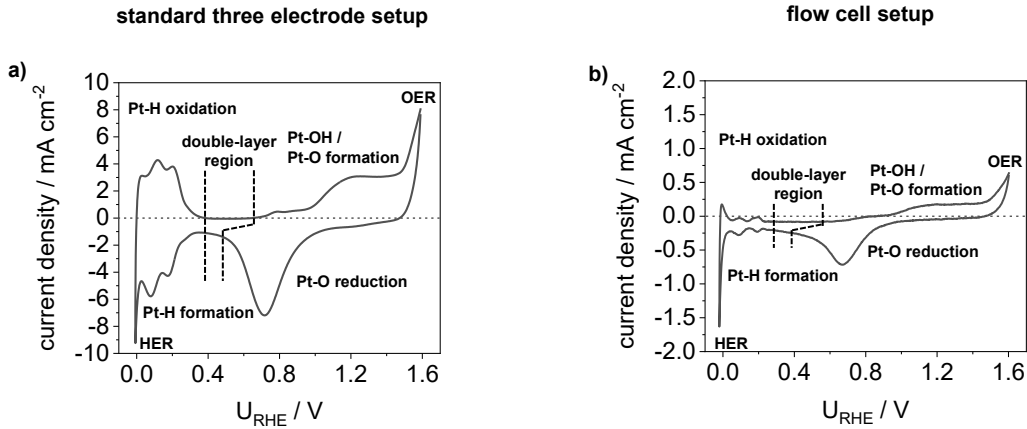 standard three electrode setup
flow cell setup
a)
10
8
6
4
2
0
-2
-4
-6
-8
-10
current density / mA cm-2
Pt-H oxidation
double-layer
region
Pt-OH /
Pt-O formation
OER
Pt-H formation
Pt-O reduction
HER
0.0
0.4
0.8
1.2
1.6
U_RHE / V
b)
2.0
1.5
1.0
0.5
0.0
-0.5
-1.0
-1.5
-2.0
current density / mA cm-2
Pt-H oxidation
double-layer
region
Pt-OH /
Pt-O formation
OER
Pt-H formation
Pt-O reduction
HER
0.0
0.4
0.8
1.2
1.6
U_RHE / V